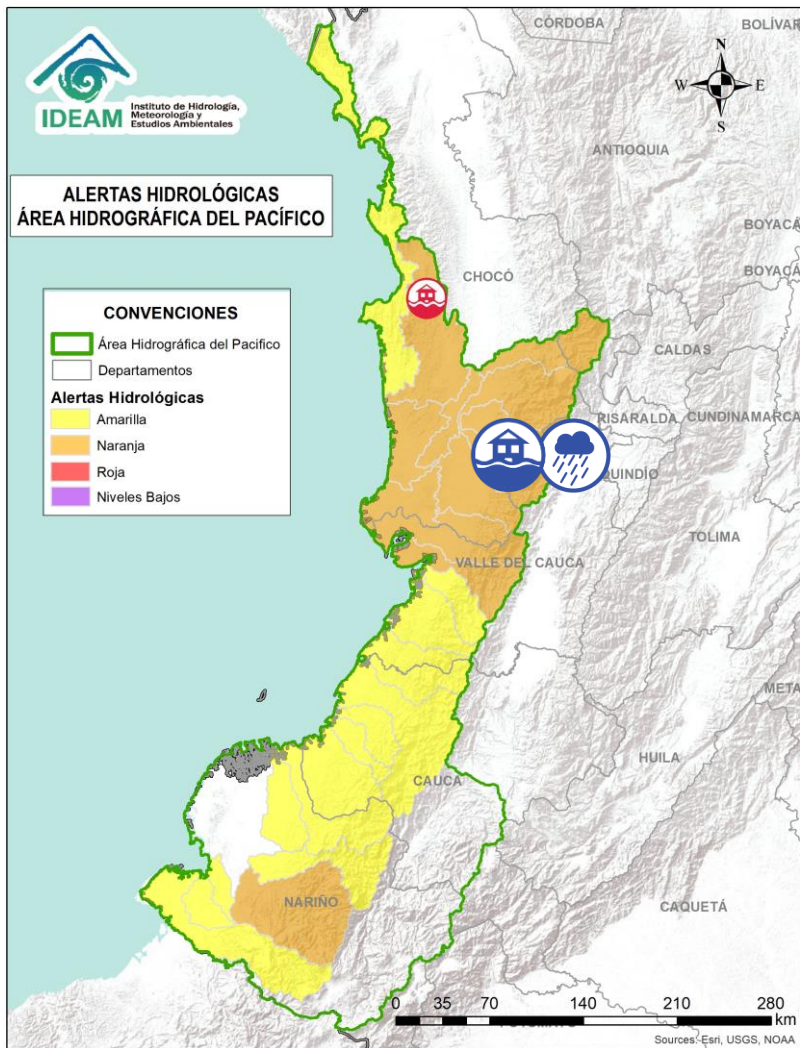 IDEAM
Instituto de Hidrología,
Meteorología y
Estudios Ambientales
CÓRDOBA
BOLÍVAR
N
W
E
S
ANTIOQUIA
ALERTAS HIDROLÓGICAS
ÁREA HIDROGRÁFICA DEL PACÍFICO
BOYACÁ
BOYACÁ
CHOCÓ
CONVENCIONES
Área Hidrográfica del Pacifico
Departamentos
Alertas Hidrológicas
Amarilla
Naranja
Roja
Niveles Bajos
CALDAS
RISARALDA
CUNDINAMARCA
QUINDÍO
TOLIMA
VALLE DEL CAUCA
META
HUILA
CAUCA
NARIÑO
CAQUETÁ
0 35 70 140 210 280
km
Sources: Esri, USGS, NOAA